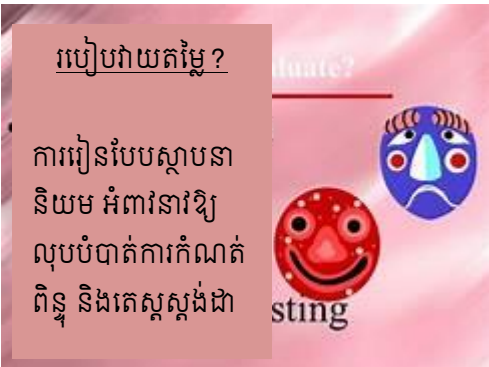 របៀបវាយតម្លៃ ?
luate?
ការរៀនបែបស្ថាបនា
និយម អំពាវនាវឱ្យ
លុបបំបាត់ការកំណត់
ពិន្ទុ និងតេស្តស្តង់ដា
sting